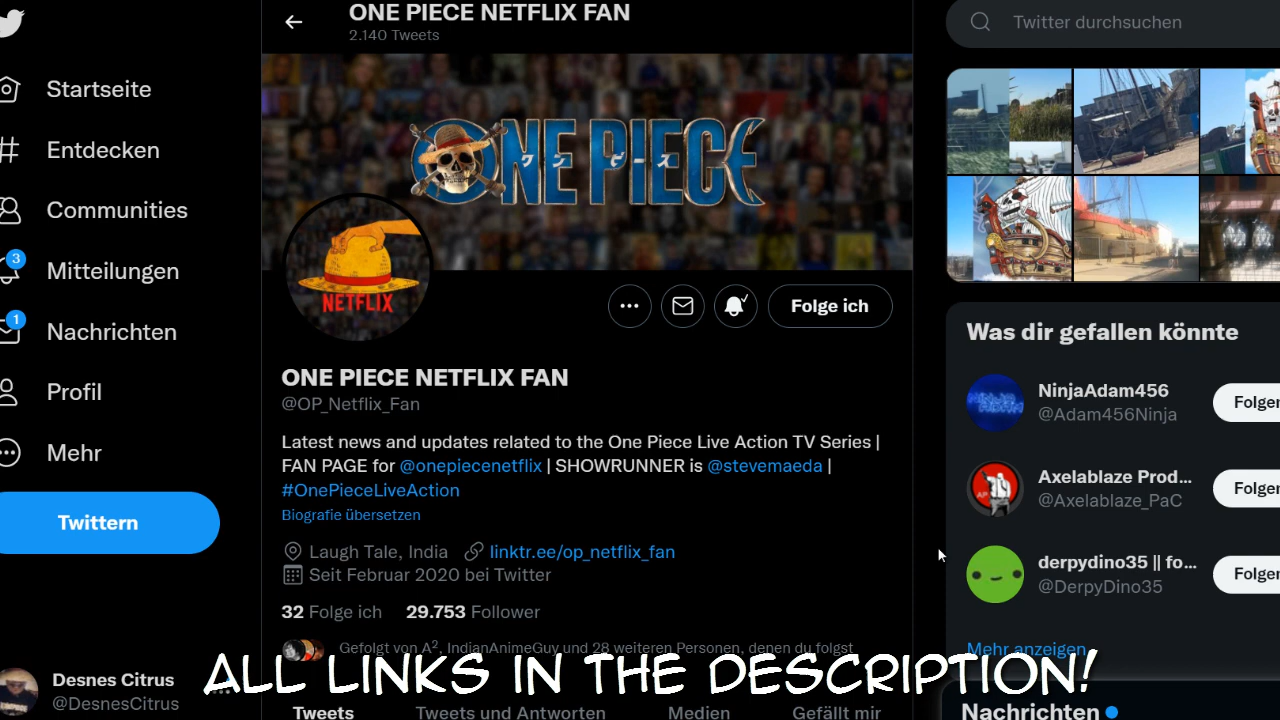 ONE PIECE NETFLIX FAN
2.140 Tweets
Twitter durchsuchen
Startseite
Entdecken
Communities
3
Mitteilungen
1
Nachrichten
Profil
Mehr
Twittern
Desnes Citrus
@DesnesCitrus
ONE PIECE
ワンピース
NETFLIX
Folge ich
ONE PIECE NETFLIX FAN
@OP_Netflix_Fan
Latest news and updates related to the One Piece Live Action TV Series |
FAN PAGE for @onepiecenetflix | SHOWRUNNER is @stevemaeda |
#OnePieceLiveAction
Biografie übersetzen
Laugh Tale, India linktr.ee/op_netflix_fan
Seit Februar 2020 bei Twitter
32 Folge ich 29.753 Follower
Gefolgt von A², IndianAnimeGuy und 28 weiteren Personen, denen du folgst
Tweets Tweets und Antworten Medien Gefällt mir
Was dir gefallen könnte
NinjaAdam456
@Adam456Ninja
Folgen
Axelablaze Prod...
@Axelablaze_PaC
Folgen
derpydino35 || fo...
@DerpyDino35
Folgen
Mehr anzeigen
Nachrichten
ALL LINKS IN THE DESCRIPTION!